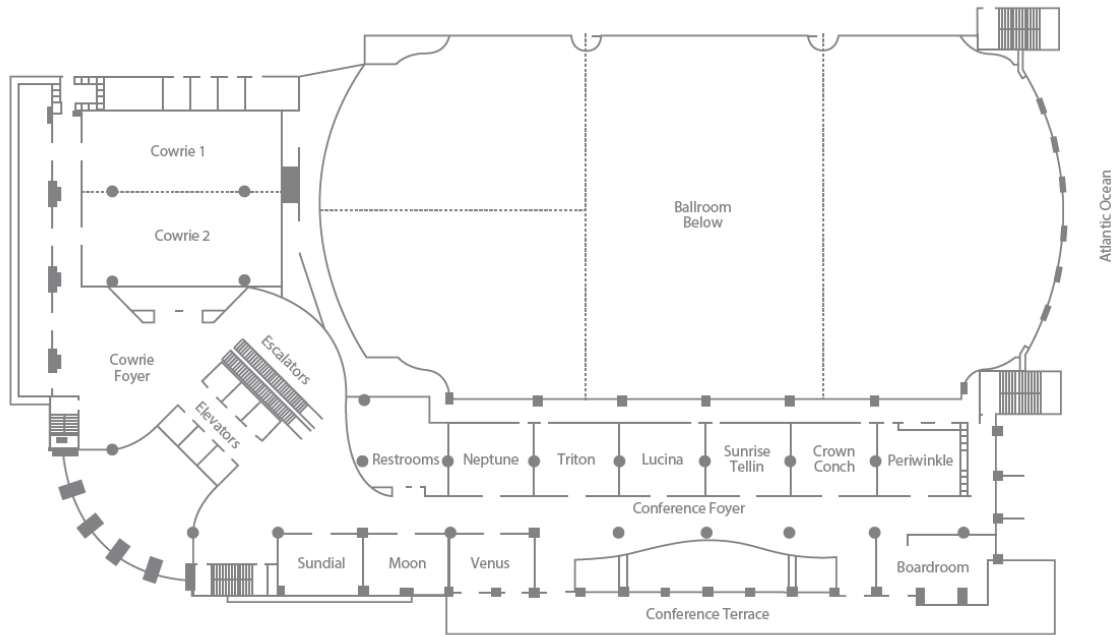 Cowrie 1
Cowrie 2
Ballroom
Below
Atlantic Ocean
Cowrie
Foyer
Escalators
Elevators
Restrooms
Neptune
Triton
Lucina
Sunrise
Tellin
Crown
Conch
Periwinkle
Conference Foyer
Sundial
Moon
Venus
Boardroom
Conference Terrace